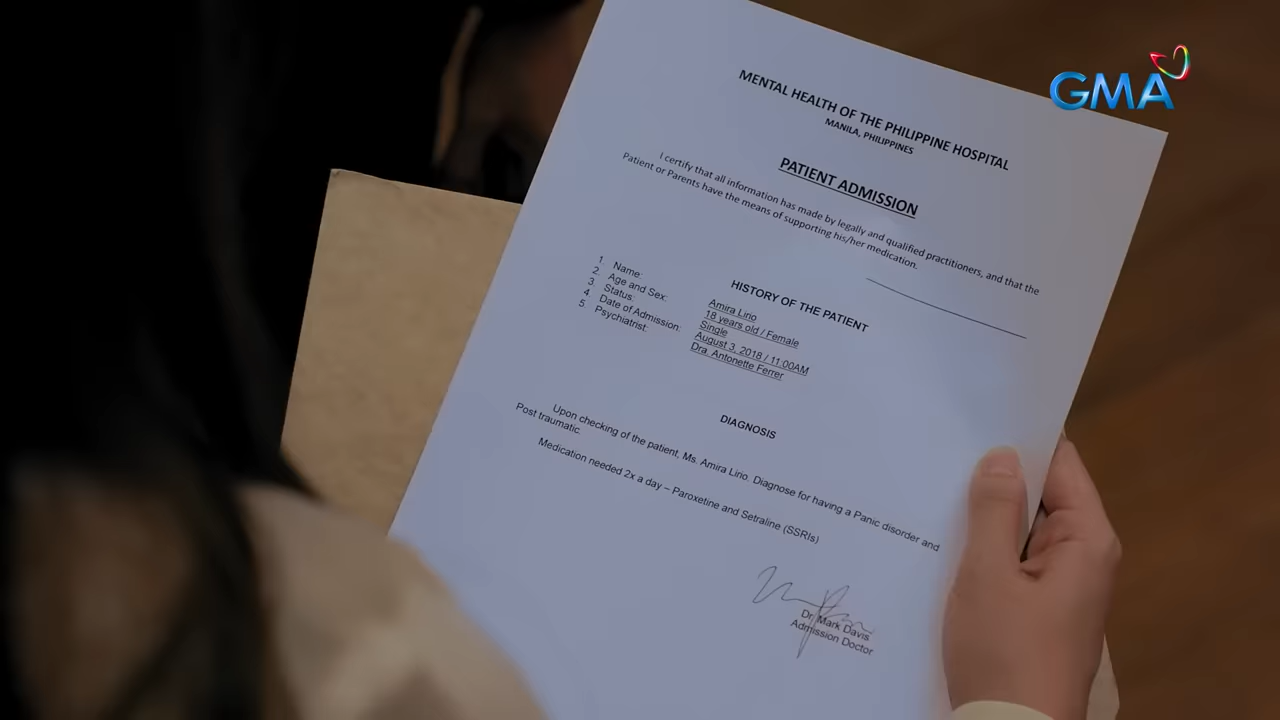 GMA
MENTAL HEALTH OF THE PHILIPPINE HOSPITAL
MANILA, PHILIPPINES
PATIENT ADMISSION
I certify that all information has made by legally and qualified practitioners, and that the
Patient or Parents have the means of supporting his/her medication.
HISTORY OF THE PATIENT
1. Name: Amira Lirio
2. Age and Sex: 18 years old / Female
3. Status: Single
4. Date of Admission: August 3, 2018 / 11:00AM
5. Psychiatrist: Dra. Antonette Ferrer
DIAGNOSIS
Upon checking of the patient, Ms. Amira Lirio. Diagnose for having a Panic disorder and
Post traumatic.
Medication needed 2x a day – Paroxetine and Setraline (SSRIs)
Dr. Mark Davis
Admission Doctor